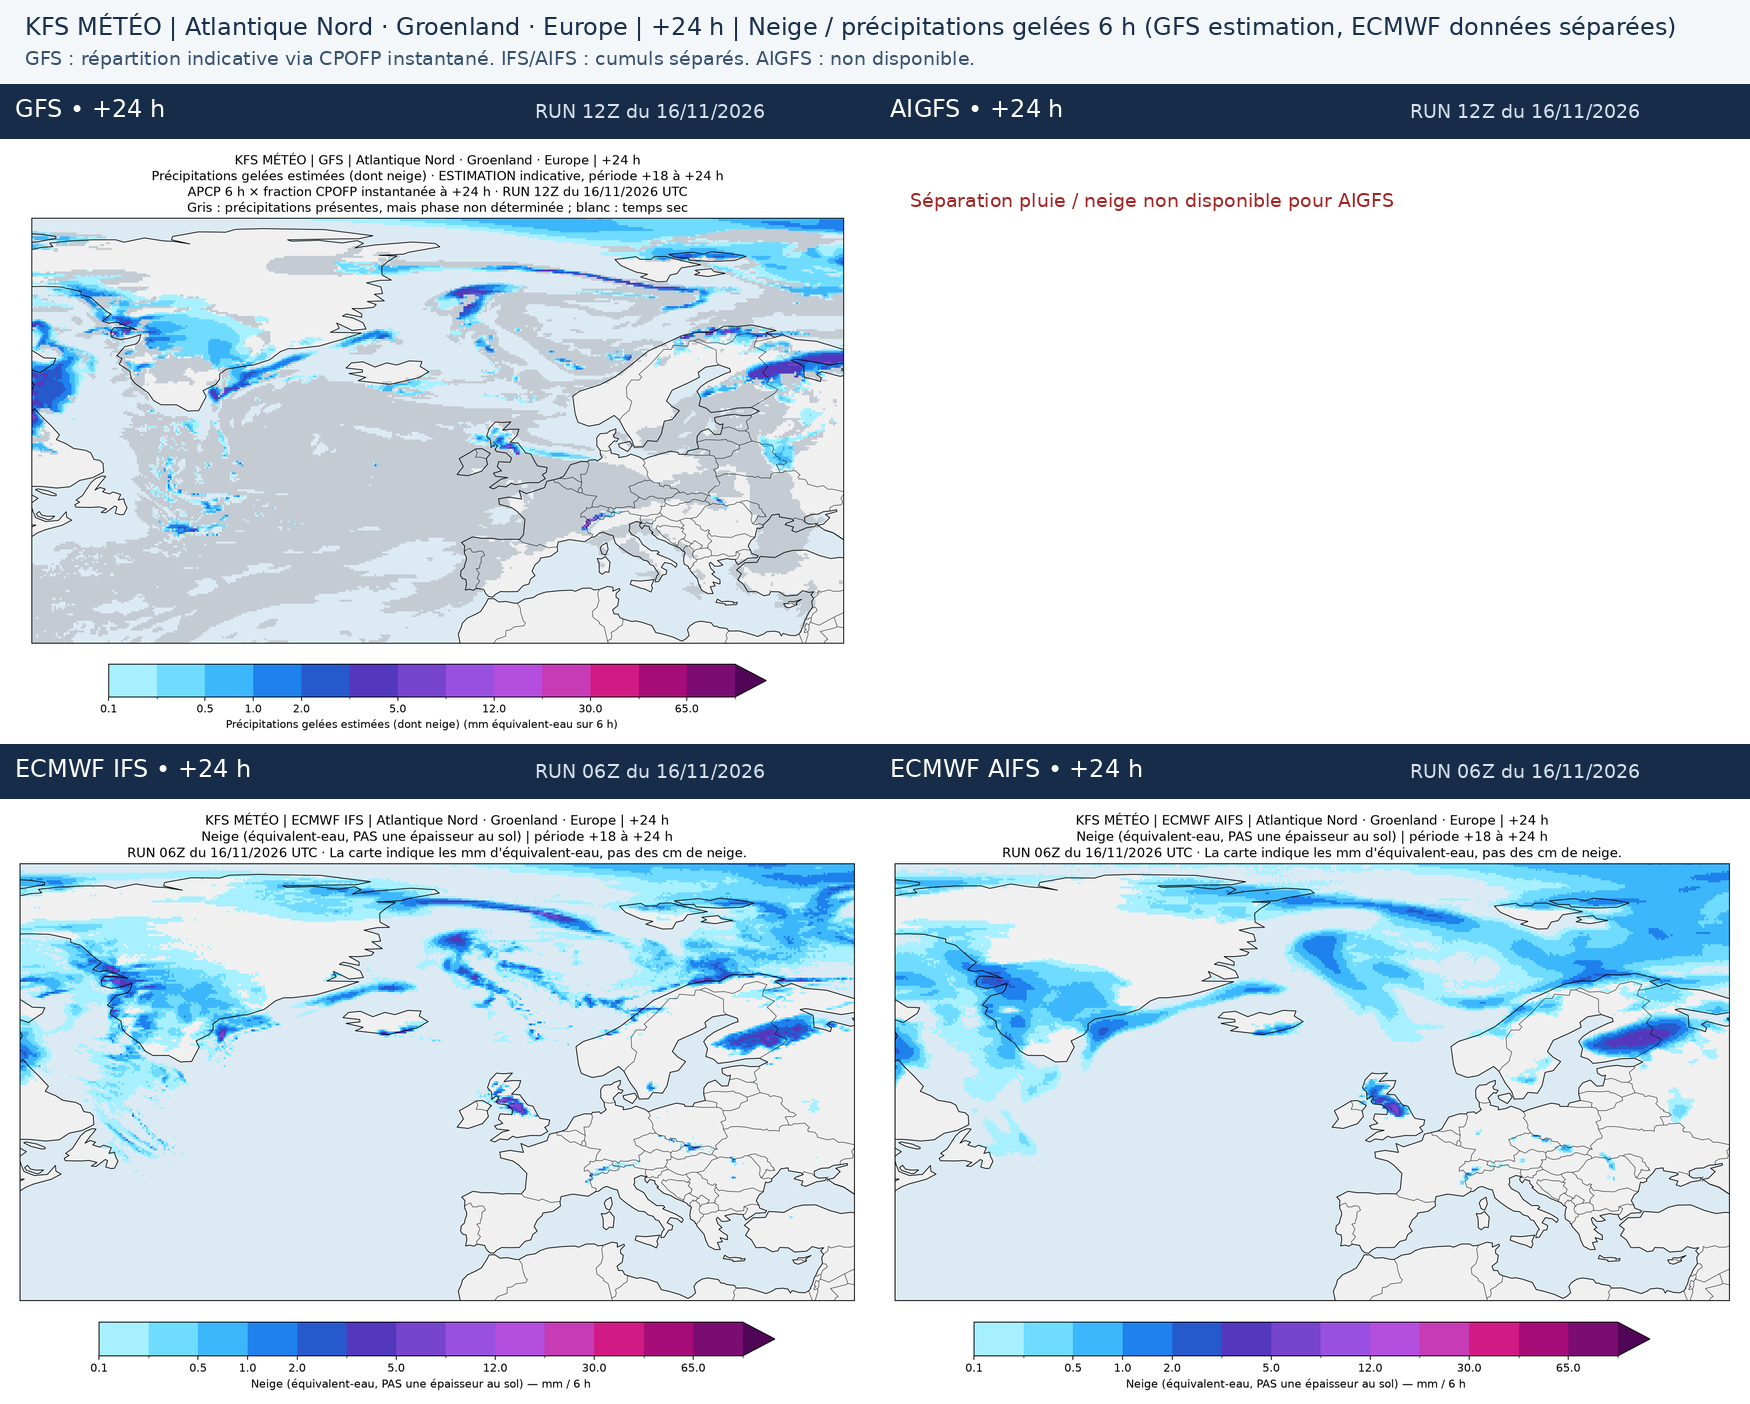 KFS MÉTÉO | Atlantique Nord · Groenland · Europe | +24 h | Neige / précipitations gelées 6 h (GFS estimation, ECMWF données séparées)
GFS : répartition indicative via CPOFP instantané. IFS/AIFS : cumuls séparés. AIGFS : non disponible.
GFS • +24 h
RUN 12Z du 16/11/2026
AIGFS • +24 h
RUN 12Z du 16/11/2026
KFS MÉTÉO | GFS | Atlantique Nord · Groenland · Europe | +24 h
Précipitations gelées estimées (dont neige) · ESTIMATION indicative, période +18 à +24 h
APCP 6 h × fraction CPOFP instantanée à +24 h · RUN 12Z du 16/11/2026 UTC
Gris : précipitations présentes, mais phase non déterminée ; blanc : temps sec
Séparation pluie / neige non disponible pour AIGFS
0.1 0.5 1.0 2.0 5.0 12.0 30.0 65.0
Précipitations gelées estimées (dont neige) (mm équivalent-eau sur 6 h)
ECMWF IFS • +24 h
RUN 06Z du 16/11/2026
ECMWF AIFS • +24 h
RUN 06Z du 16/11/2026
KFS MÉTÉO | ECMWF IFS | Atlantique Nord · Groenland · Europe | +24 h
Neige (équivalent-eau, PAS une épaisseur au sol) | période +18 à +24 h
RUN 06Z du 16/11/2026 UTC · La carte indique les mm d'équivalent-eau, pas des cm de neige.
0.1 0.5 1.0 2.0 5.0 12.0 30.0 65.0
Neige (équivalent-eau, PAS une épaisseur au sol) — mm / 6 h
KFS MÉTÉO | ECMWF AIFS | Atlantique Nord · Groenland · Europe | +24 h
Neige (équivalent-eau, PAS une épaisseur au sol) | période +18 à +24 h
RUN 06Z du 16/11/2026 UTC · La carte indique les mm d'équivalent-eau, pas des cm de neige.
0.1 0.5 1.0 2.0 5.0 12.0 30.0 65.0
Neige (équivalent-eau, PAS une épaisseur au sol) — mm / 6 h